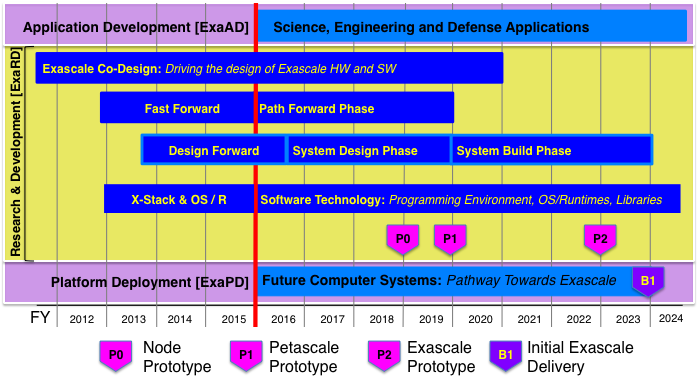 Application Development [ExaAD]
Science, Engineering and Defense Applications
Research & Development [ExaRD]
Exascale Co-Design: Driving the design of Exascale HW and SW
Fast Forward
Path Forward Phase
Design Forward
System Design Phase
System Build Phase
X-Stack & OS / R
Software Technology: Programming Environment, OS/Runtimes, Libraries
P0
P1
P2
Platform Deployment [ExaPD]
Future Computer Systems: Pathway Towards Exascale
B1
FY
2012
2013
2014
2015
2016
2017
2018
2019
2020
2021
2022
2023
2024
P0
Node
Prototype
P1
Petascale
Prototype
P2
Exascale
Prototype
B1
Initial Exascale
Delivery